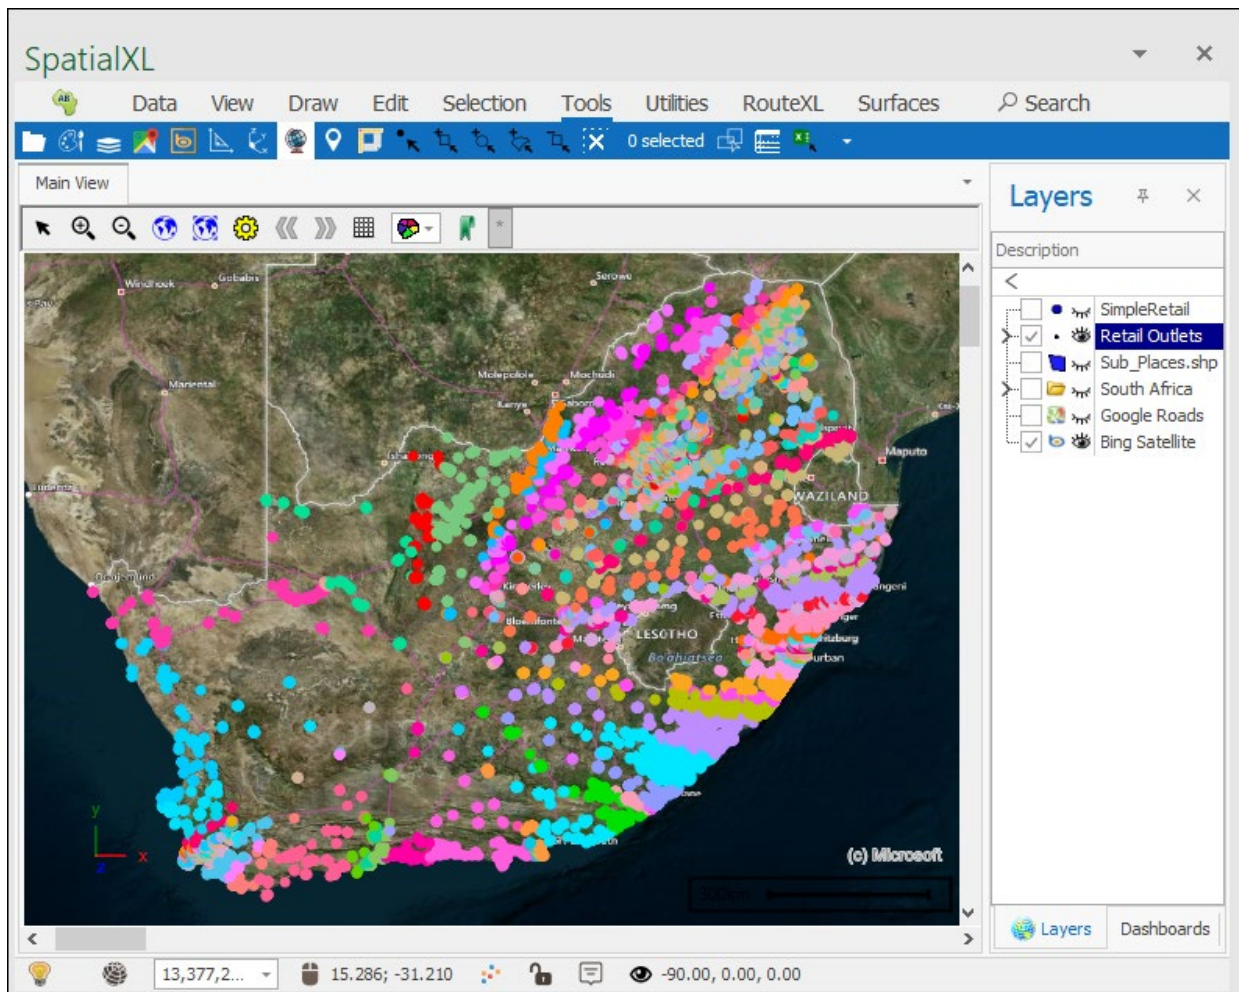 SpatialXL
AB Data View Draw Edit Selection Tools Utilities RouteXL Surfaces Search
0 selected
Main View
Layers
Description
SimpleRetail
Retail Outlets
Sub_Places.shp
South Africa
Google Roads
Bing Satellite
Windhoek
Gobabis
Serowe
Mariental
Molepolole
Mochudi
Kanye
Maputo
WAZILAND
LESOTHO
(c) Microsoft
y
x
z
Layers Dashboards
13,377,2... 15.286; -31.210 -90.00, 0.00, 0.00